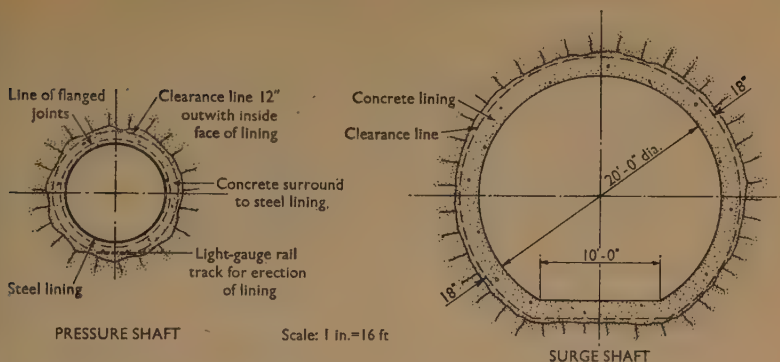 Line of flanged
joints
Clearance line 12"
outwith inside
face of lining
Concrete surround
to steel lining.
Light-gauge rail
track for erection
of lining
Steel lining
PRESSURE SHAFT
Scale: 1 in.=16 ft
Concrete lining
Clearance line
18"
20'-0" dia.
10'-0"
18"
SURGE SHAFT